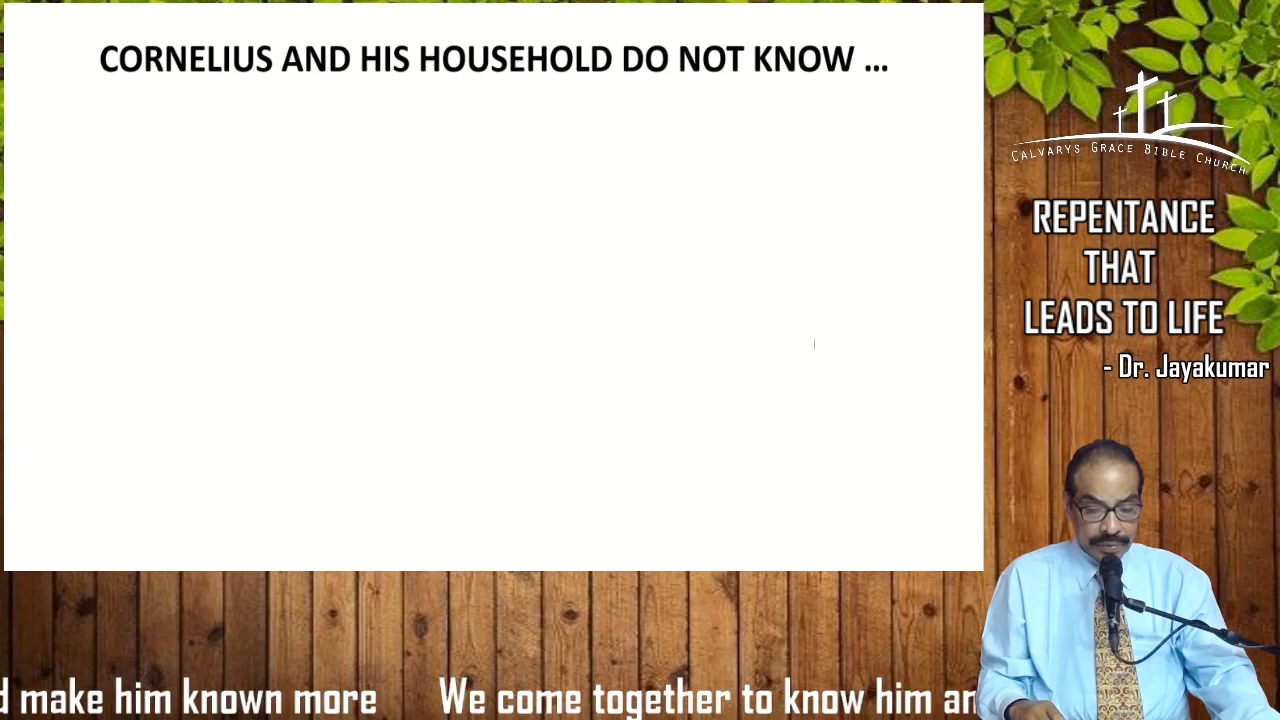 CORNELIUS AND HIS HOUSEHOLD DO NOT KNOW ...
CALVARYS GRACE BIBLE CHURCH
REPENTANCE
THAT
LEADS TO LIFE
- Dr. Jayakumar
d make him known more We come together to know him an